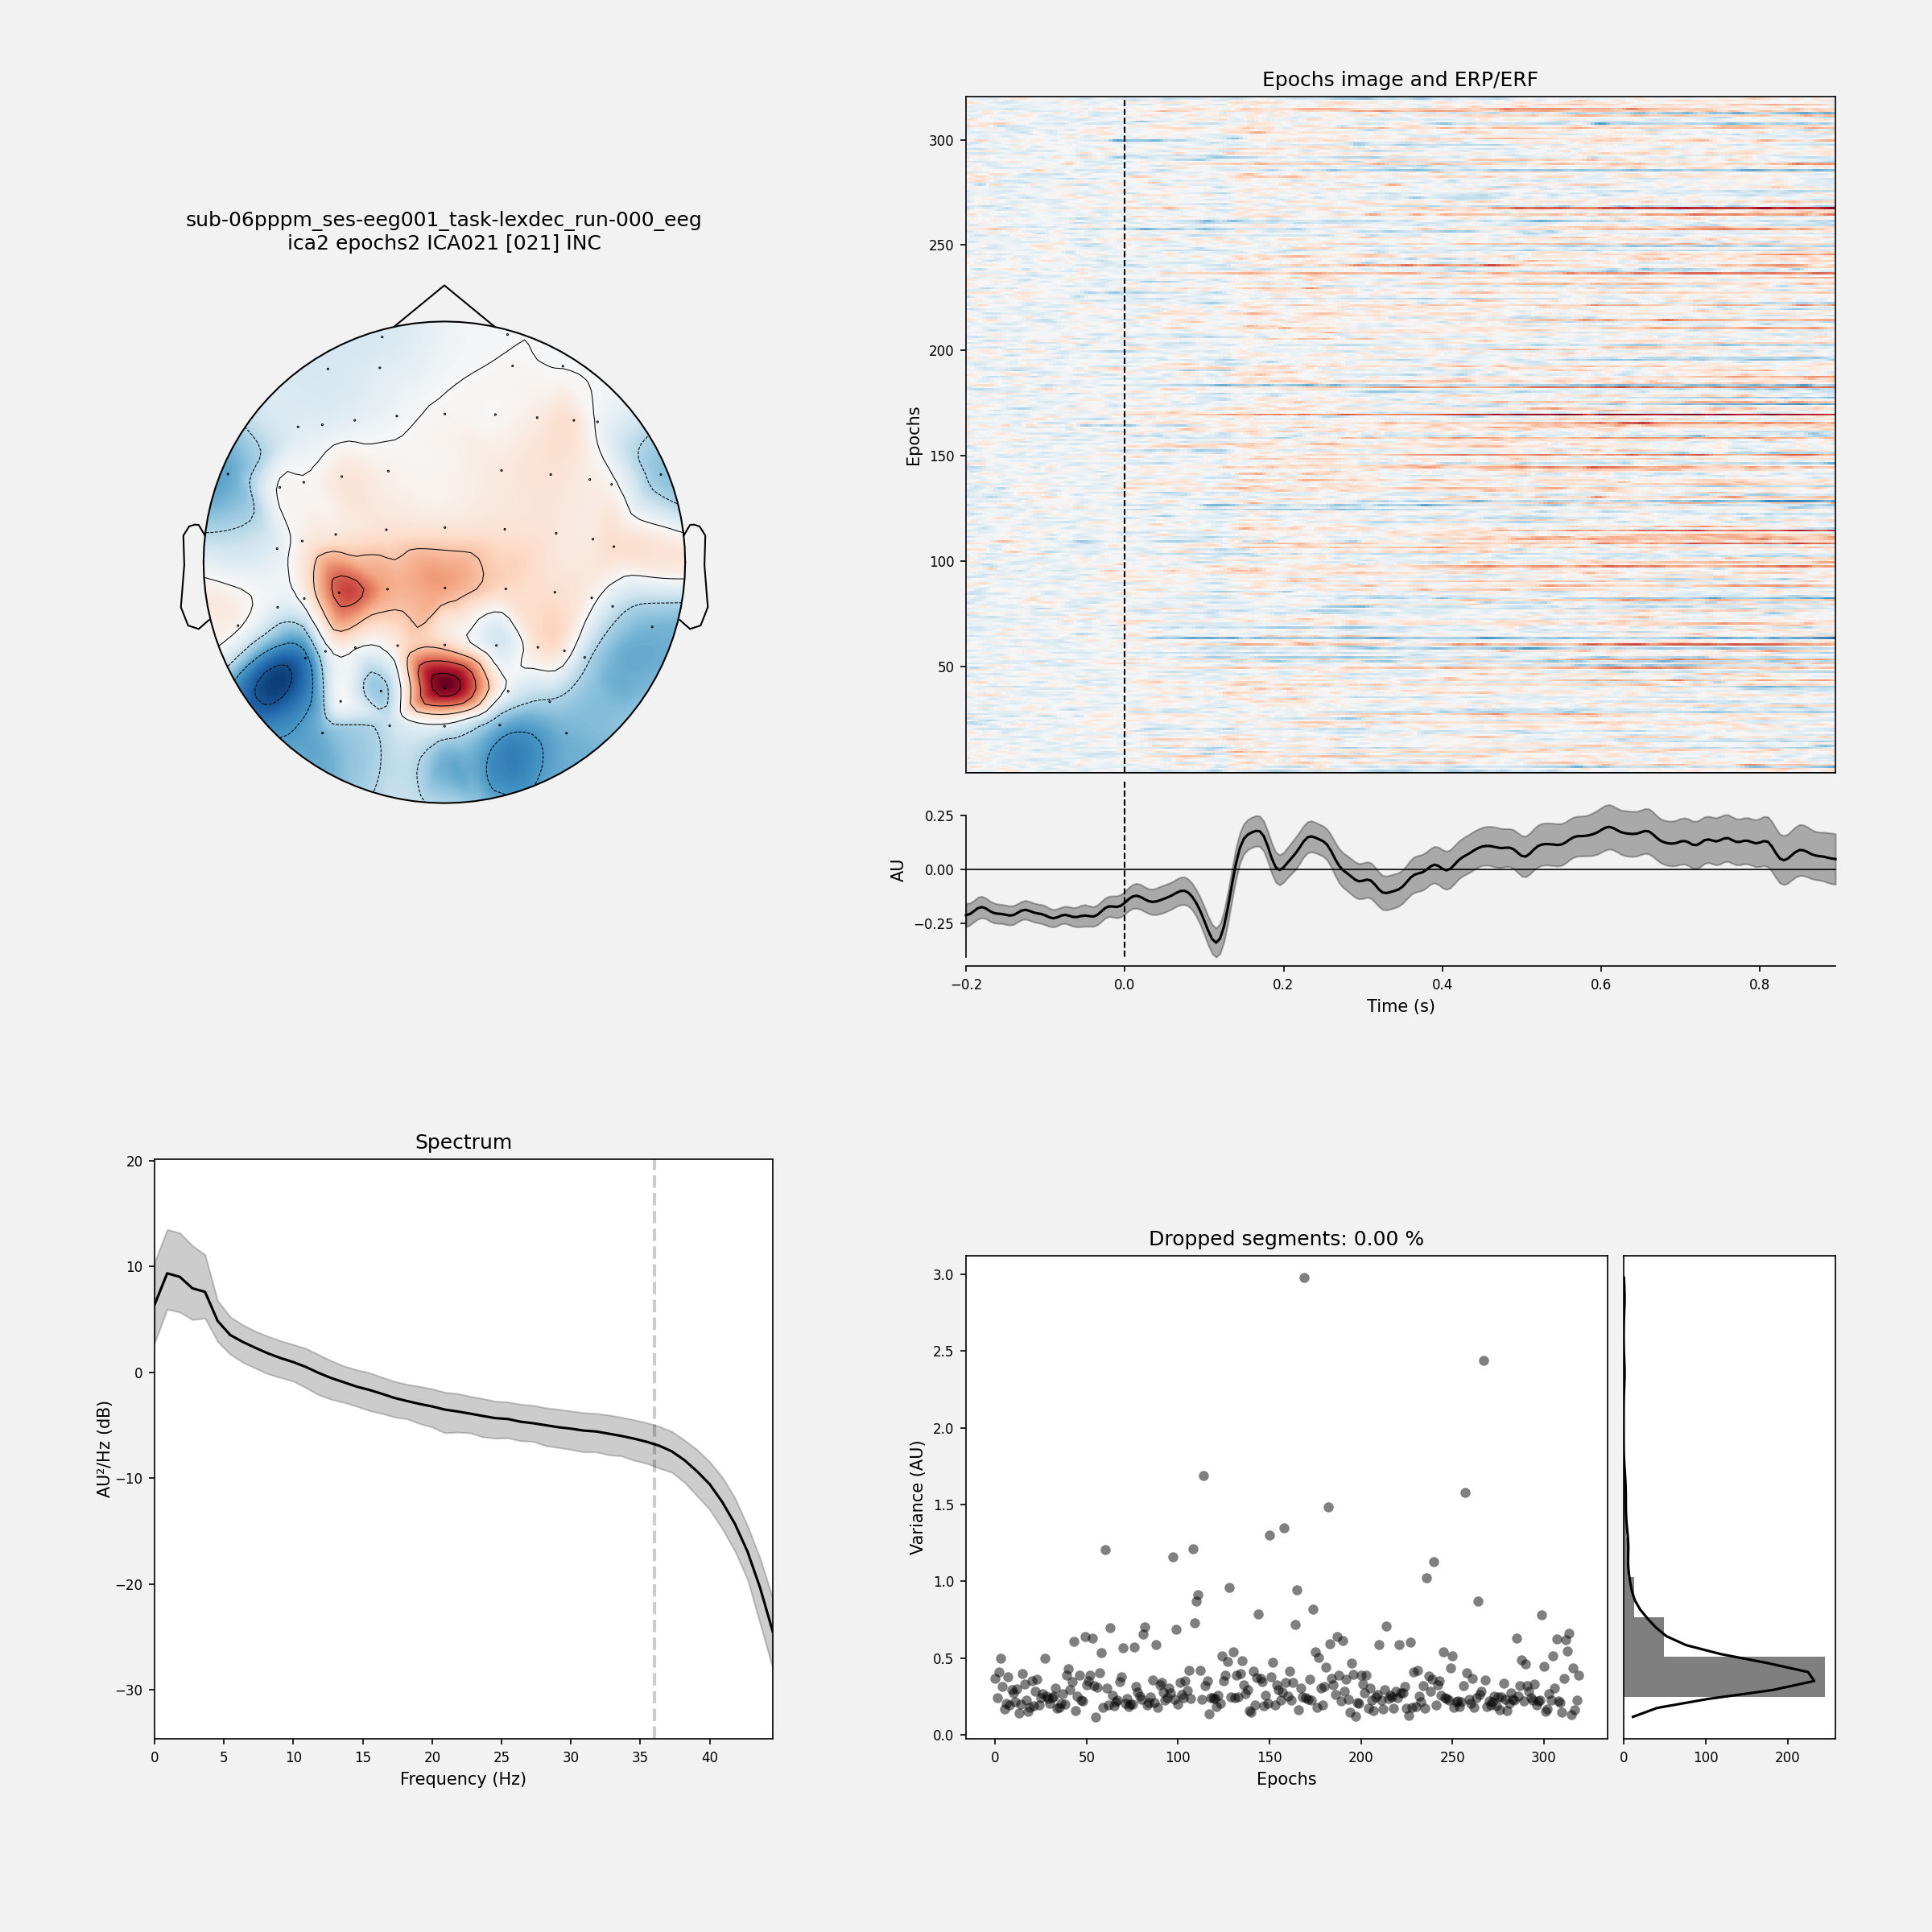 sub-06pppm_ses-eeg001_task-lexdec_run-000_eeg
ica2 epochs2 ICA021 [021] INC
Epochs image and ERP/ERF
Epochs
300
250
200
150
100
50
AU
0.25
0.00
−0.25
−0.2 0.0 0.2 0.4 0.6 0.8
Time (s)
Spectrum
AU²/Hz (dB)
20
10
0
−10
−20
−30
0 5 10 15 20 25 30 35 40
Frequency (Hz)
Dropped segments: 0.00 %
Variance (AU)
3.0
2.5
2.0
1.5
1.0
0.5
0.0
0 50 100 150 200 250 300
Epochs
0 100 200